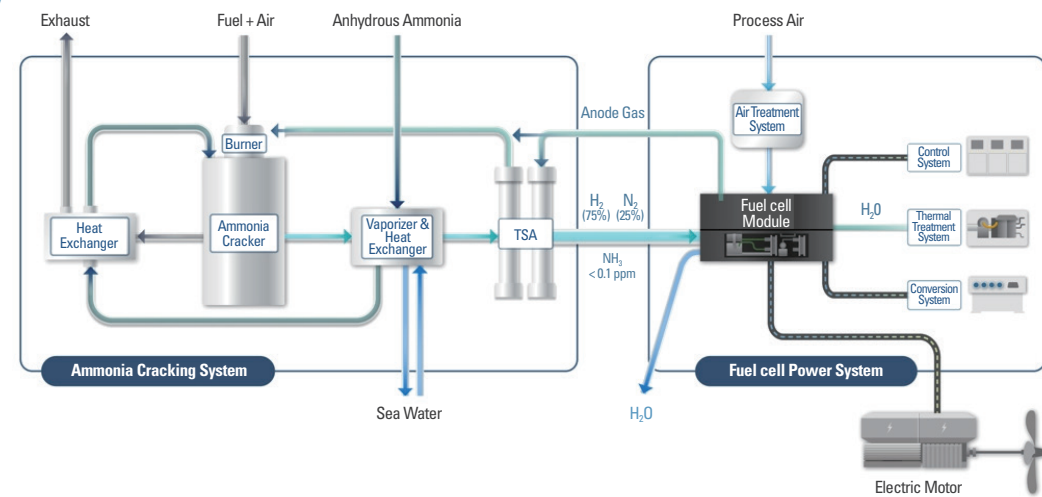 Exhaust
Fuel + Air
Anhydrous Ammonia
Process Air
Burner
Anode Gas
Air Treatment
System
Control
System
Heat
Exchanger
Ammonia
Cracker
Vaporizer &
Heat
Exchanger
TSA
H₂ N₂
(75%) (25%)
NH₃
< 0.1 ppm
Fuel cell
Module
H₂O
Thermal
Treatment
System
Conversion
System
Ammonia Cracking System
Fuel cell Power System
Sea Water
H₂O
Electric Motor